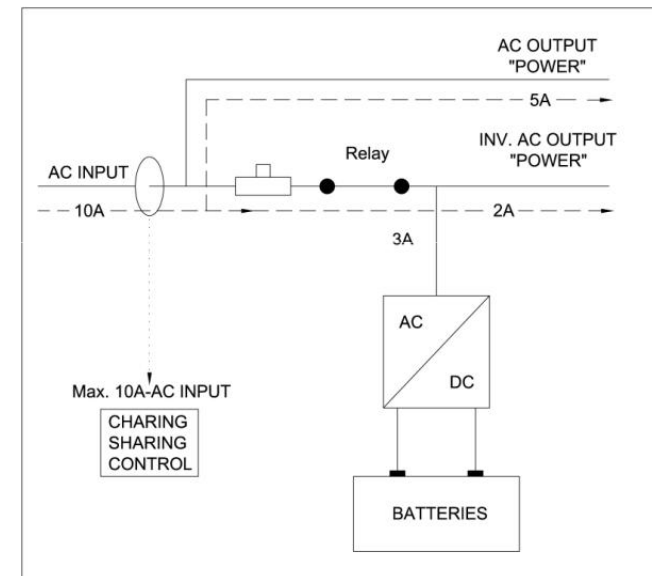 AC OUTPUT
"POWER"
5A
INV. AC OUTPUT
"POWER"
Relay
AC INPUT
10A
2A
3A
AC
DC
Max. 10A-AC INPUT
CHARING
SHARING
CONTROL
BATTERIES